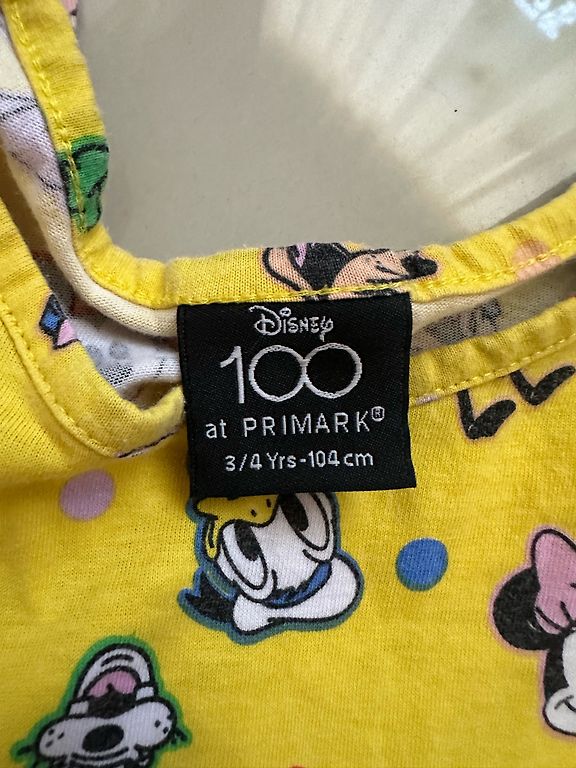 Disney
100
at PRIMARK®
3/4 Yrs-104cm